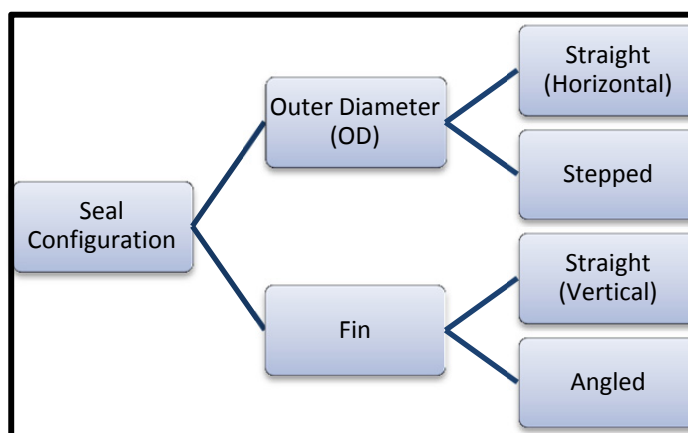 Seal
Configuration
Outer Diameter
(OD)
Straight
(Horizontal)
Stepped
Fin
Straight
(Vertical)
Angled